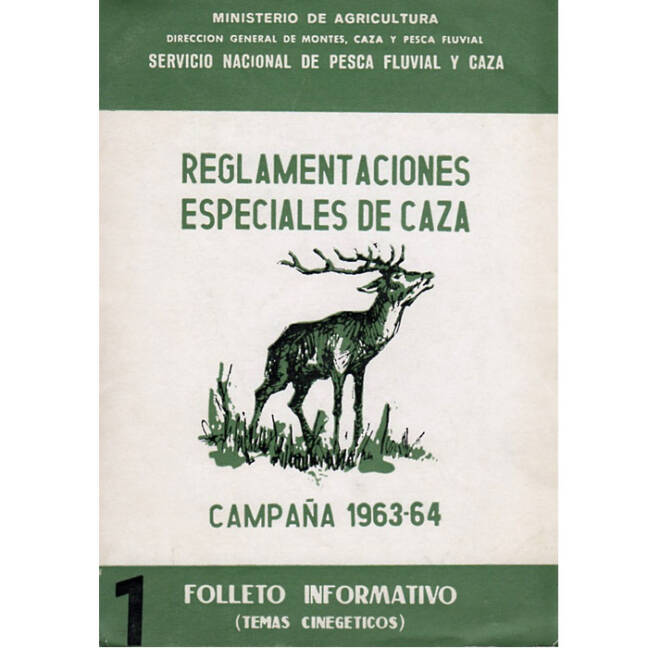 MINISTERIO DE AGRICULTURA
DIRECCION GENERAL DE MONTES, CAZA Y PESCA FLUVIAL
SERVICIO NACIONAL DE PESCA FLUVIAL Y CAZA
REGLAMENTACIONES
ESPECIALES DE CAZA
CAMPAÑA 1963-64
1
FOLLETO INFORMATIVO
(TEMAS CINEGETICOS)